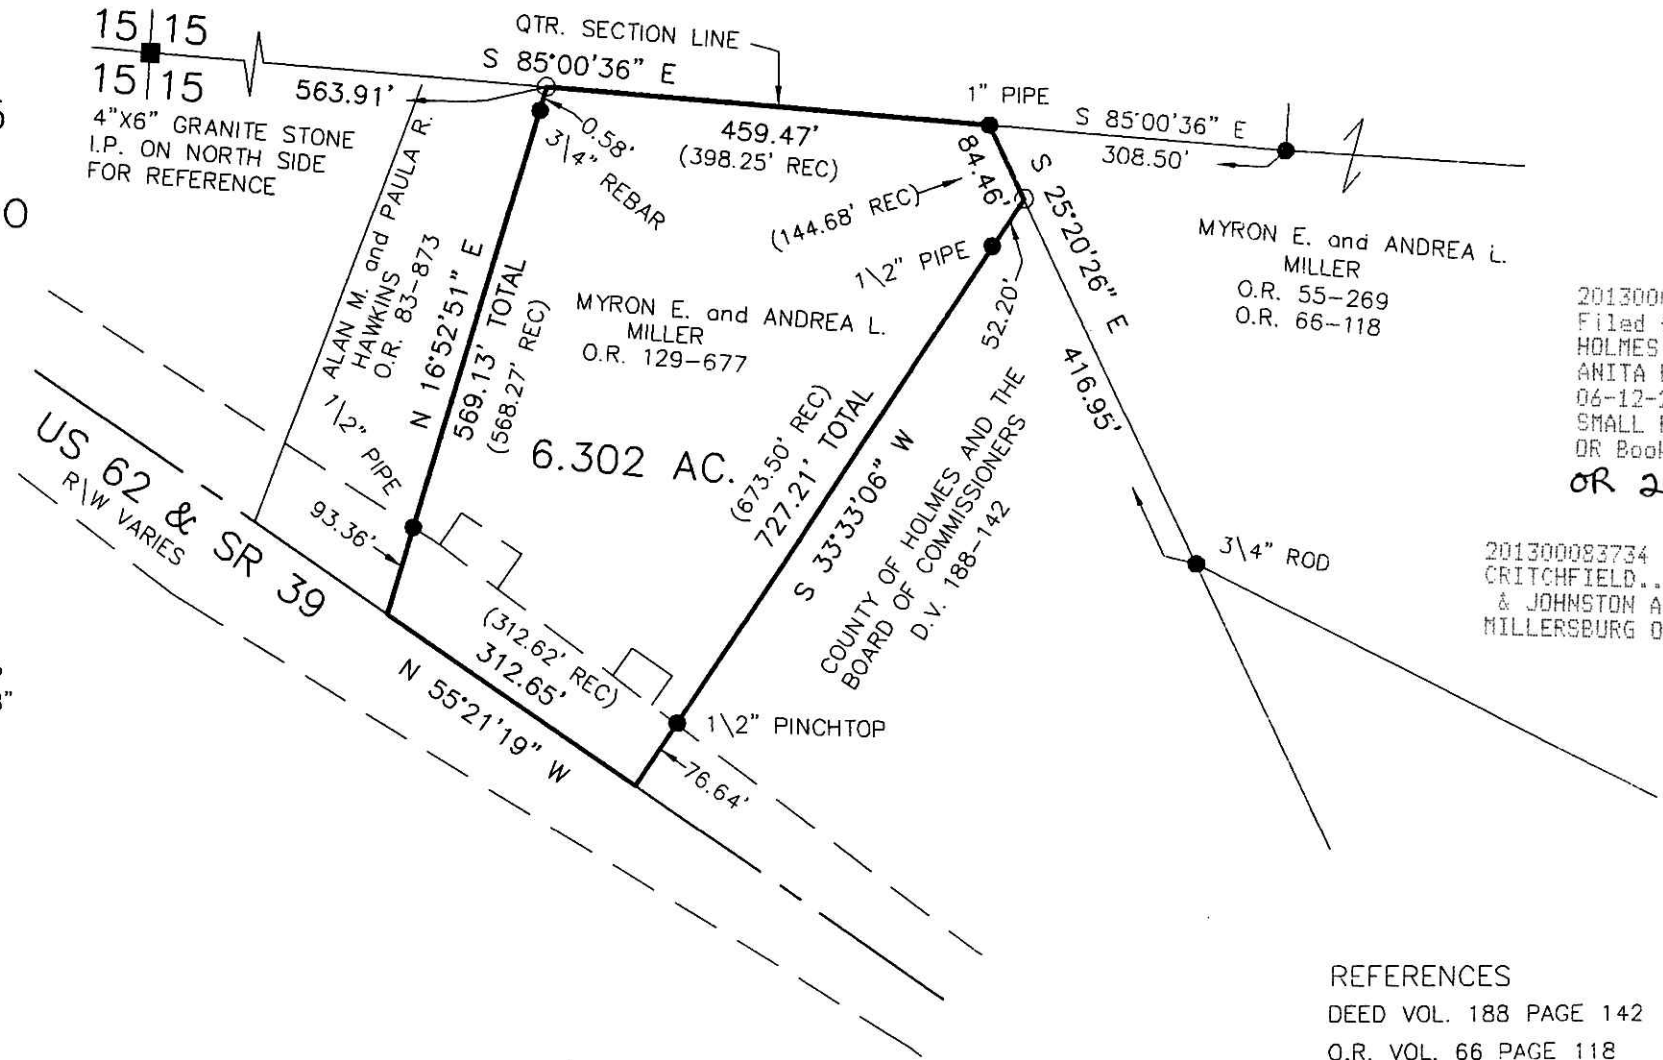 15|15
15|15
4"X6" GRANITE STONE
I.P. ON NORTH SIDE
FOR REFERENCE
563.91'
QTR. SECTION LINE
S 85°00'36" E
459.47'
(398.25' REC)
0.58'
3\4" REBAR
1" PIPE
S 85°00'36" E
308.50'
84.46'
(144.68' REC)
S 25°20'26" E
416.95'
1\2" PIPE
52.20'
MYRON E. and ANDREA L.
MILLER
O.R. 55-269
O.R. 66-118
ALAN M. and PAULA R.
HAWKINS
O.R. 83-873
N 16°52'51" E
569.13' TOTAL
(568.27' REC)
MYRON E. and ANDREA L.
MILLER
O.R. 129-677
6.302 AC.
(673.50' REC)
727.21' TOTAL
S 33°33'06" W
COUNTY OF HOLMES AND THE
BOARD OF COMMISSIONERS
D.V. 188-142
1\2" PIPE
93.36'
US 62 & SR 39
R\W VARIES
(312.62' REC)
312.65'
N 55°21'19" W
1\2" PINCHTOP
76.64'
3\4" ROD
Filed
HOLMES
ANITA
SMALL
OR
OR 2
201300083734
CRITCHFIELD..
& JOHNSTON A
MILLERSBURG O
REFERENCES
DEED VOL. 188 PAGE 142
O.R. VOL. 66 PAGE 118